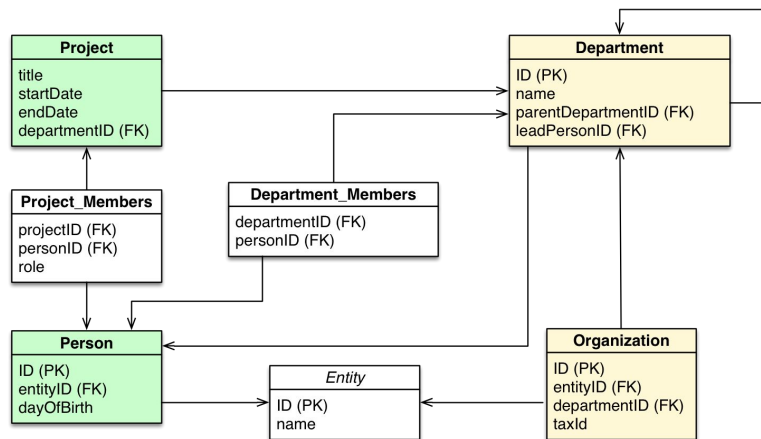 Project
title
startDate
endDate
departmentID (FK)
Department
ID (PK)
name
parentDepartmentID (FK)
leadPersonID (FK)
Project_Members
projectID (FK)
personID (FK)
role
Department_Members
departmentID (FK)
personID (FK)
Person
ID (PK)
entityID (FK)
dayOfBirth
Entity
ID (PK)
name
Organization
ID (PK)
entityID (FK)
departmentID (FK)
taxId